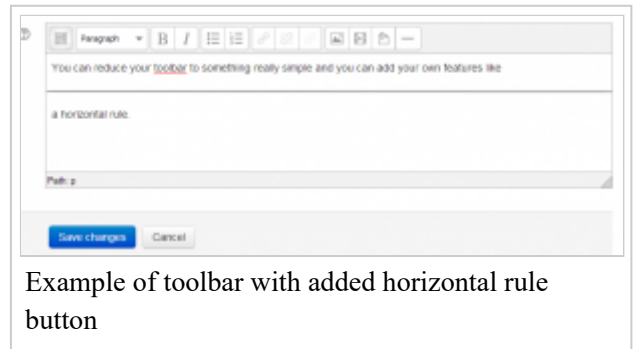 Paragraph B I
You can reduce your toolbar to something really simple and you can add your own features like
a horizontal rule.
Path: p
Save changes Cancel
Example of toolbar with added horizontal rule
button